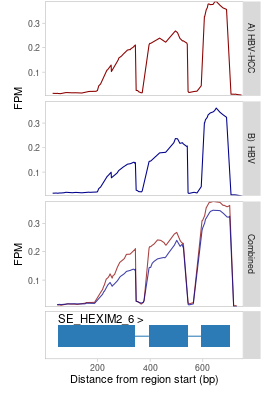 0.3
0.2
0.1
A) HBV-HCC
FPM
0.3
0.2
0.1
B) HBV
0.3
0.2
0.1
FPM
Combined
SE_HEXIM2_6 >
200
400
600
Distance from region start (bp)